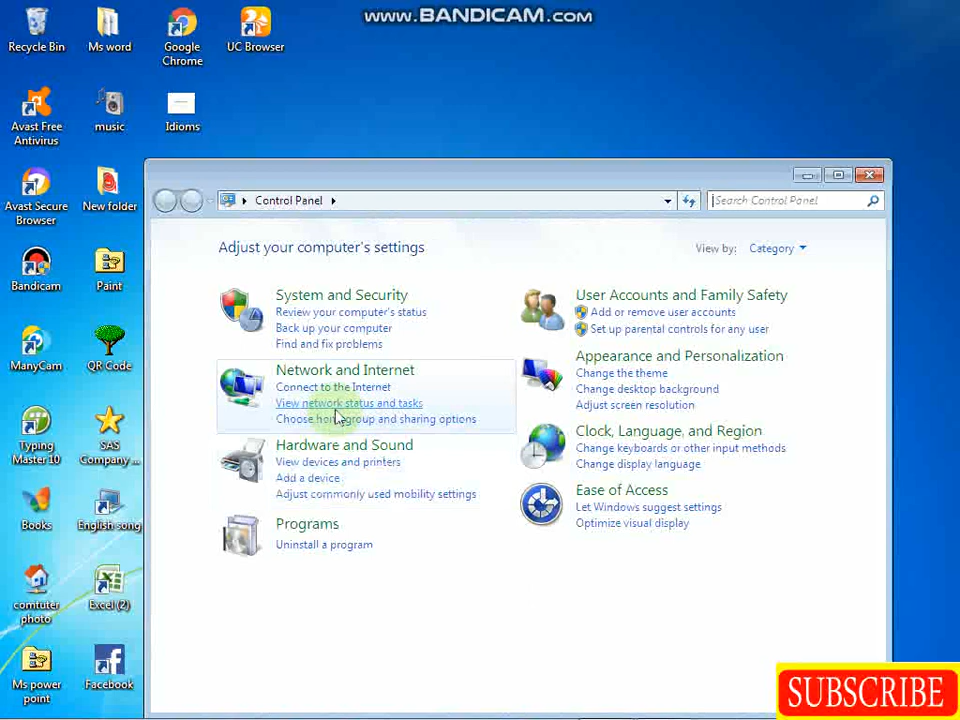 www.BANDICAM.com
Recycle Bin
Ms word
Google
Chrome
UC Browser
Avast Free
Antivirus
music
Idioms
Avast Secure
Browser
New folder
Bandicam
Paint
ManyCam
QR Code
Typing
Master 10
SAS
Company ...
Books
English song
comtuter
photo
Excel (2)
Ms power
point
Facebook
Control Panel
Search Control Panel
Adjust your computer's settings
View by: Category
System and Security
Review your computer's status
Back up your computer
Find and fix problems
Network and Internet
Connect to the Internet
View network status and tasks
Choose homegroup and sharing options
Hardware and Sound
View devices and printers
Add a device
Adjust commonly used mobility settings
Programs
Uninstall a program
User Accounts and Family Safety
Add or remove user accounts
Set up parental controls for any user
Appearance and Personalization
Change the theme
Change desktop background
Adjust screen resolution
Clock, Language, and Region
Change keyboards or other input methods
Change display language
Ease of Access
Let Windows suggest settings
Optimize visual display
SUBSCRIBE